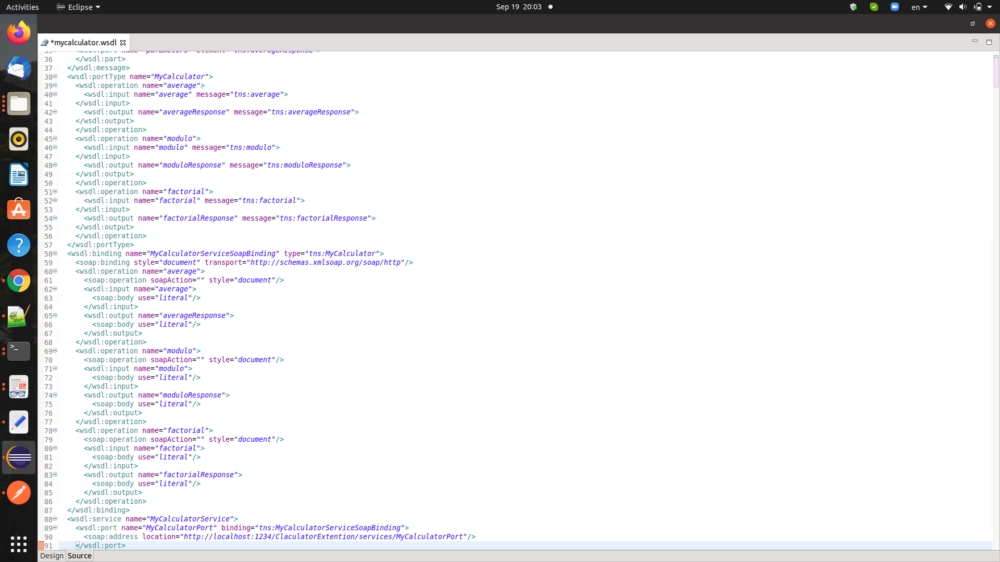 Activities Eclipse Sep 19 20:03 en
*mycalculator.wsdl
35 <wsdl:part name="parameters" element="tns:averageResponse">
36 </wsdl:part>
37 </wsdl:message>
38 <wsdl:portType name="MyCalculator">
39 <wsdl:operation name="average">
40 <wsdl:input name="average" message="tns:average">
41 </wsdl:input>
42 <wsdl:output name="averageResponse" message="tns:averageResponse">
43 </wsdl:output>
44 </wsdl:operation>
45 <wsdl:operation name="modulo">
46 <wsdl:input name="modulo" message="tns:modulo">
47 </wsdl:input>
48 <wsdl:output name="moduloResponse" message="tns:moduloResponse">
49 </wsdl:output>
50 </wsdl:operation>
51 <wsdl:operation name="factorial">
52 <wsdl:input name="factorial" message="tns:factorial">
53 </wsdl:input>
54 <wsdl:output name="factorialResponse" message="tns:factorialResponse">
55 </wsdl:output>
56 </wsdl:operation>
57 </wsdl:portType>
58 <wsdl:binding name="MyCalculatorServiceSoapBinding" type="tns:MyCalculator">
59 <soap:binding style="document" transport="http://schemas.xmlsoap.org/soap/http"/>
60 <wsdl:operation name="average">
61 <soap:operation soapAction="" style="document"/>
62 <wsdl:input name="average">
63 <soap:body use="literal"/>
64 </wsdl:input>
65 <wsdl:output name="averageResponse">
66 <soap:body use="literal"/>
67 </wsdl:output>
68 </wsdl:operation>
69 <wsdl:operation name="modulo">
70 <soap:operation soapAction="" style="document"/>
71 <wsdl:input name="modulo">
72 <soap:body use="literal"/>
73 </wsdl:input>
74 <wsdl:output name="moduloResponse">
75 <soap:body use="literal"/>
76 </wsdl:output>
77 </wsdl:operation>
78 <wsdl:operation name="factorial">
79 <soap:operation soapAction="" style="document"/>
80 <wsdl:input name="factorial">
81 <soap:body use="literal"/>
82 </wsdl:input>
83 <wsdl:output name="factorialResponse">
84 <soap:body use="literal"/>
85 </wsdl:output>
86 </wsdl:operation>
87 </wsdl:binding>
88 <wsdl:service name="MyCalculatorService">
89 <wsdl:port name="MyCalculatorPort" binding="tns:MyCalculatorServiceSoapBinding">
90 <soap:address location="http://localhost:1234/ClaculatorExtention/services/MyCalculatorPort"/>
91 </wsdl:port>
Design Source